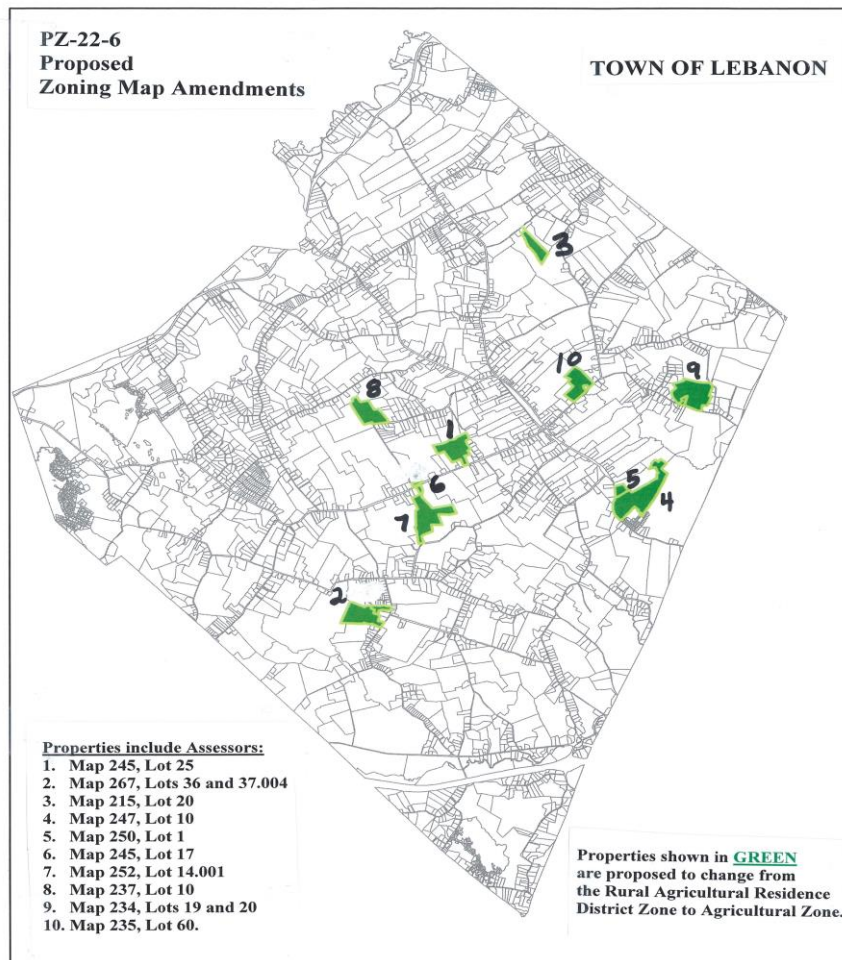 PZ-22-6
Proposed
Zoning Map Amendments
TOWN OF LEBANON
3
10
9
8
1
6
5
4
7
2
Properties include Assessors:
1. Map 245, Lot 25
2. Map 267, Lots 36 and 37.004
3. Map 215, Lot 20
4. Map 247, Lot 10
5. Map 250, Lot 1
6. Map 245, Lot 17
7. Map 252, Lot 14.001
8. Map 237, Lot 10
9. Map 234, Lots 19 and 20
10. Map 235, Lot 60.
Properties shown in GREEN
are proposed to change from
the Rural Agricultural Residence
District Zone to Agricultural Zone.